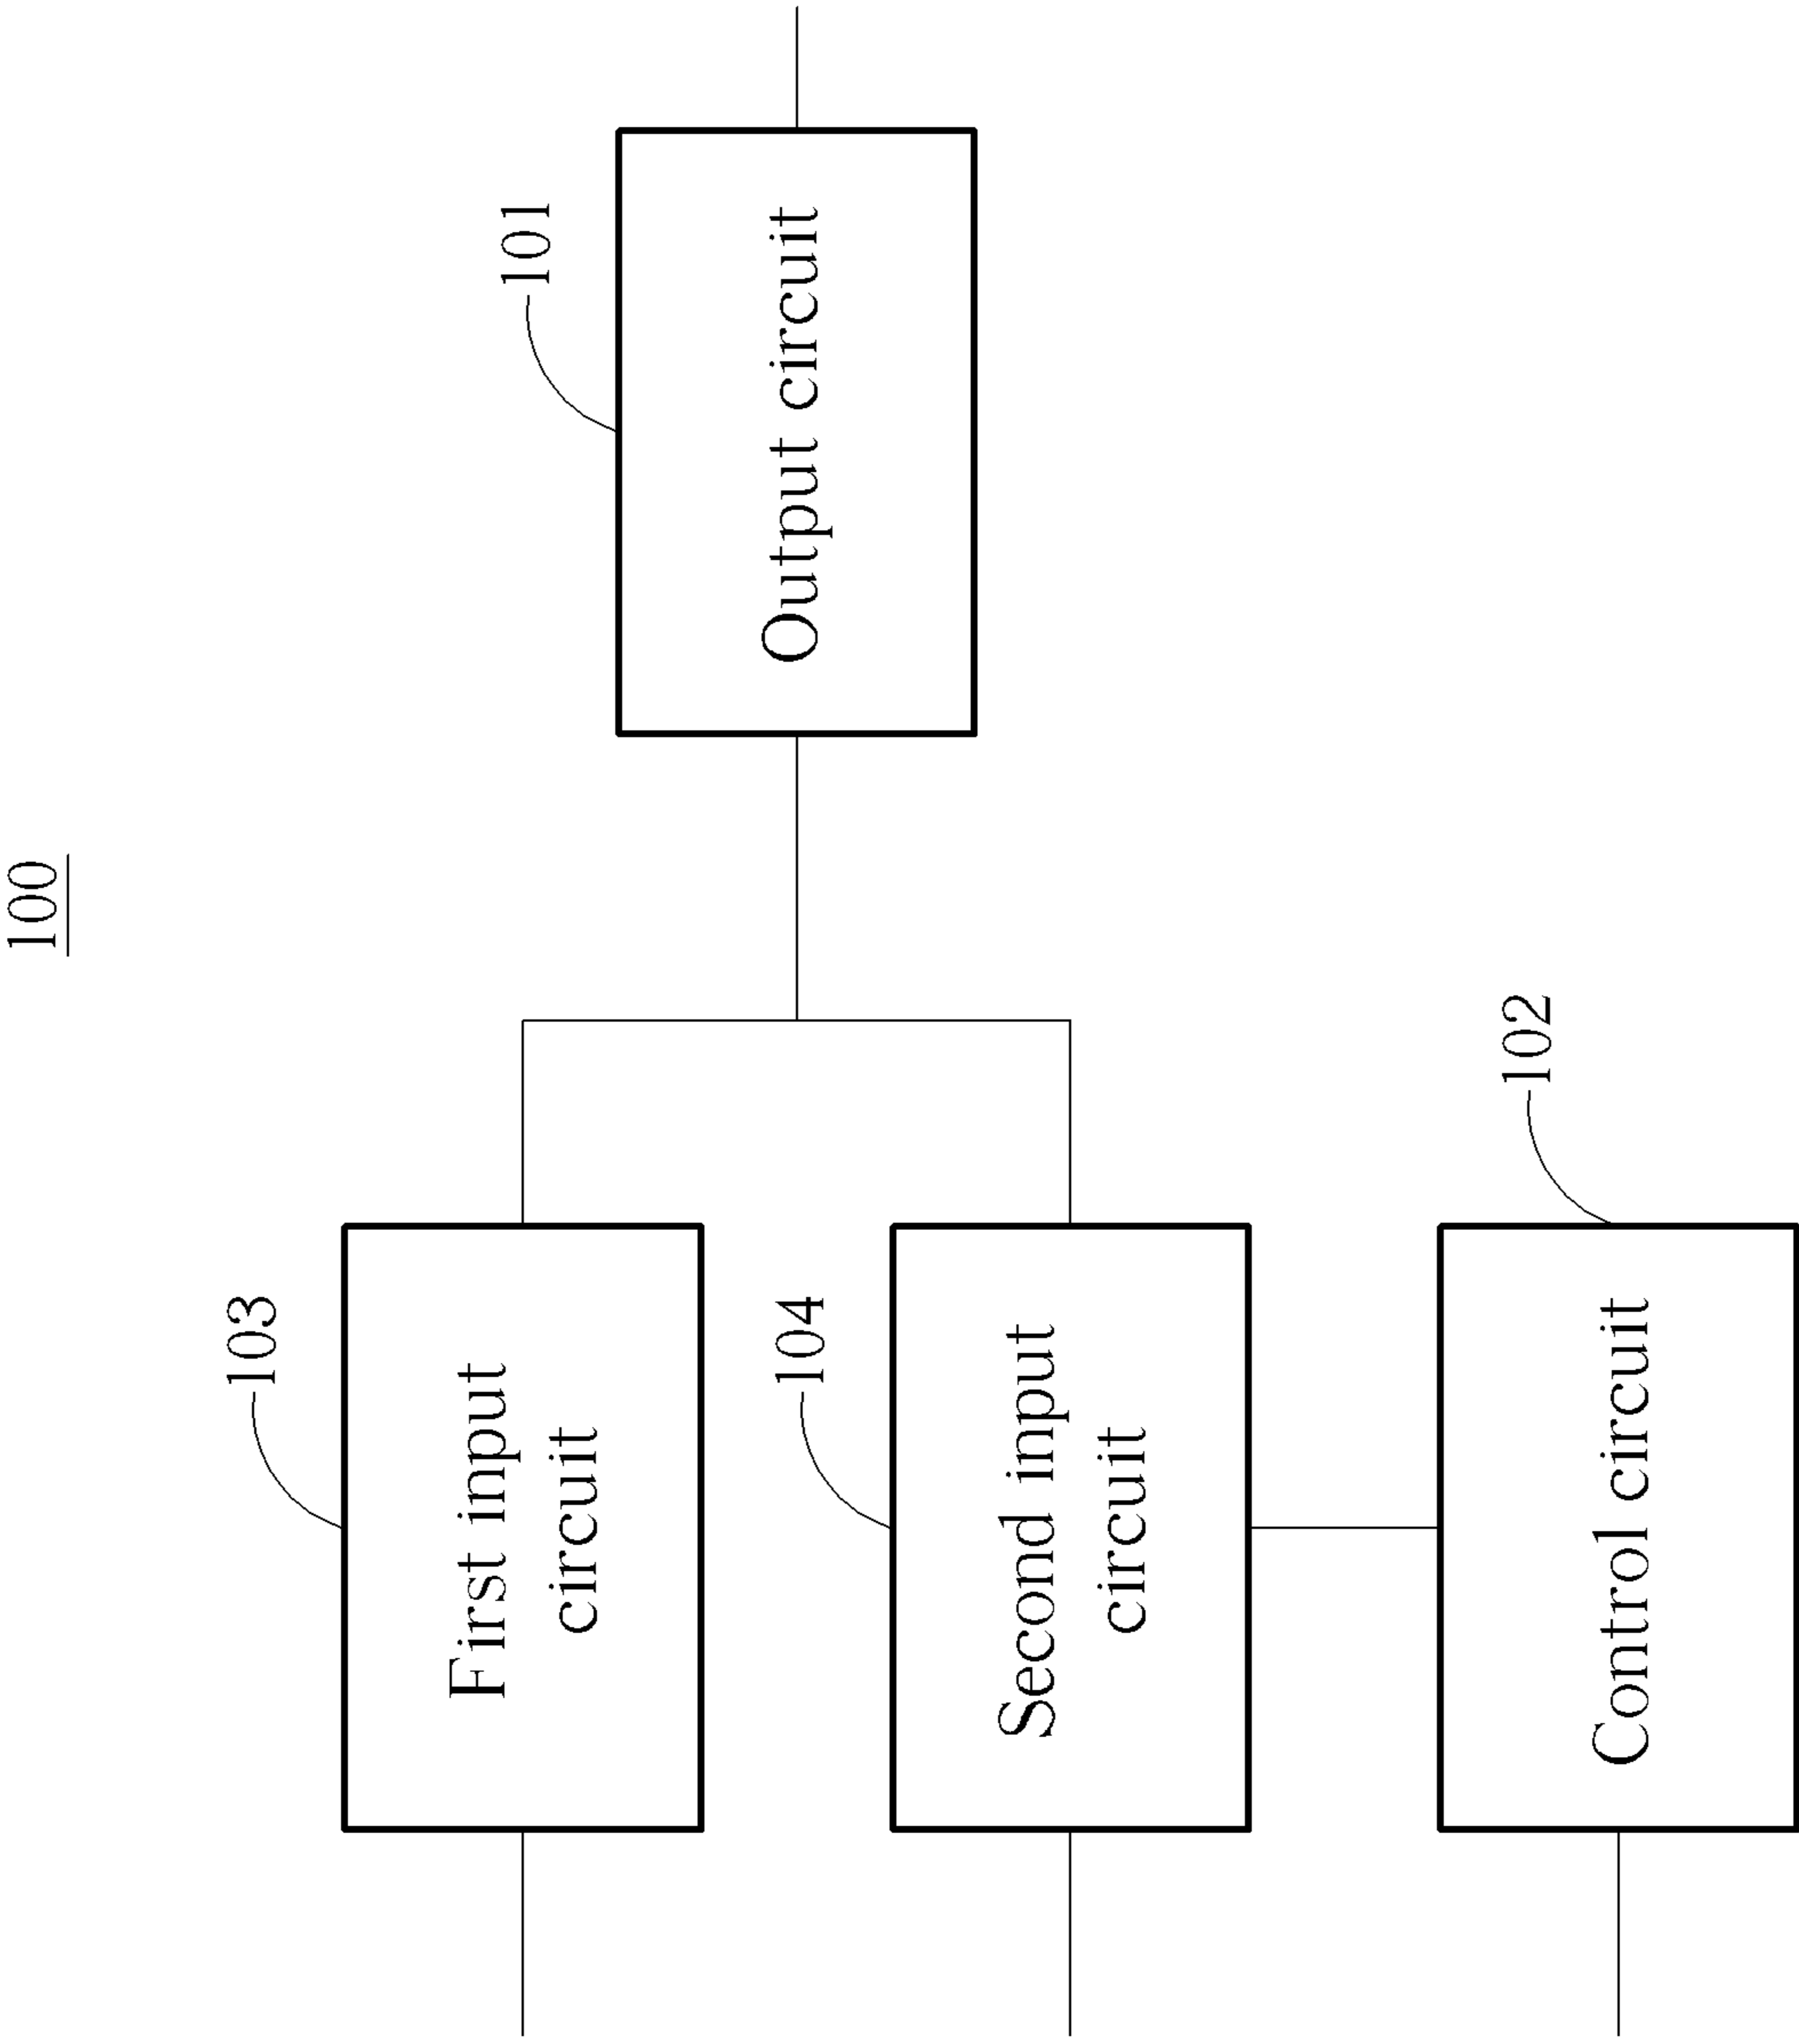 100
103
First input
circuit
101
Output circuit
104
Second input
circuit
102
Control circuit